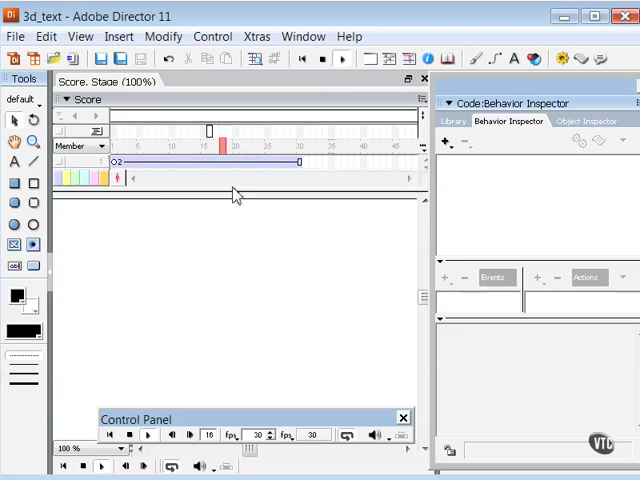 3d_text - Adobe Director 11
File Edit View Insert Modify Control Xtras Window Help
Tools
default
Score, Stage (100%)
Score
Member 1 5 10 15 20 25 30 35 40 45
1 2
Code:Behavior Inspector
Library Behavior Inspector Object Inspector
Events Actions
Control Panel
16 fps 30 fps 30
100 %
VTC